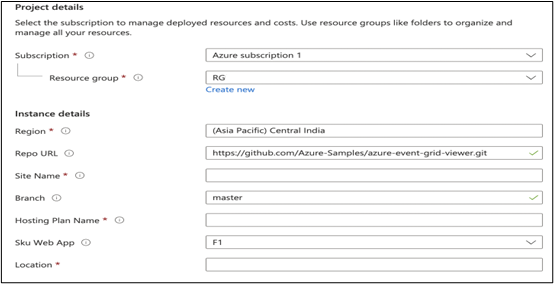 Project details
Select the subscription to manage deployed resources and costs. Use resource groups like folders to organize and
manage all your resources.
Subscription * Azure subscription 1
Resource group * RG
Create new
Instance details
Region * (Asia Pacific) Central India
Repo URL https://github.com/Azure-Samples/azure-event-grid-viewer.git
Site Name *
Branch master
Hosting Plan Name *
Sku Web App F1
Location *